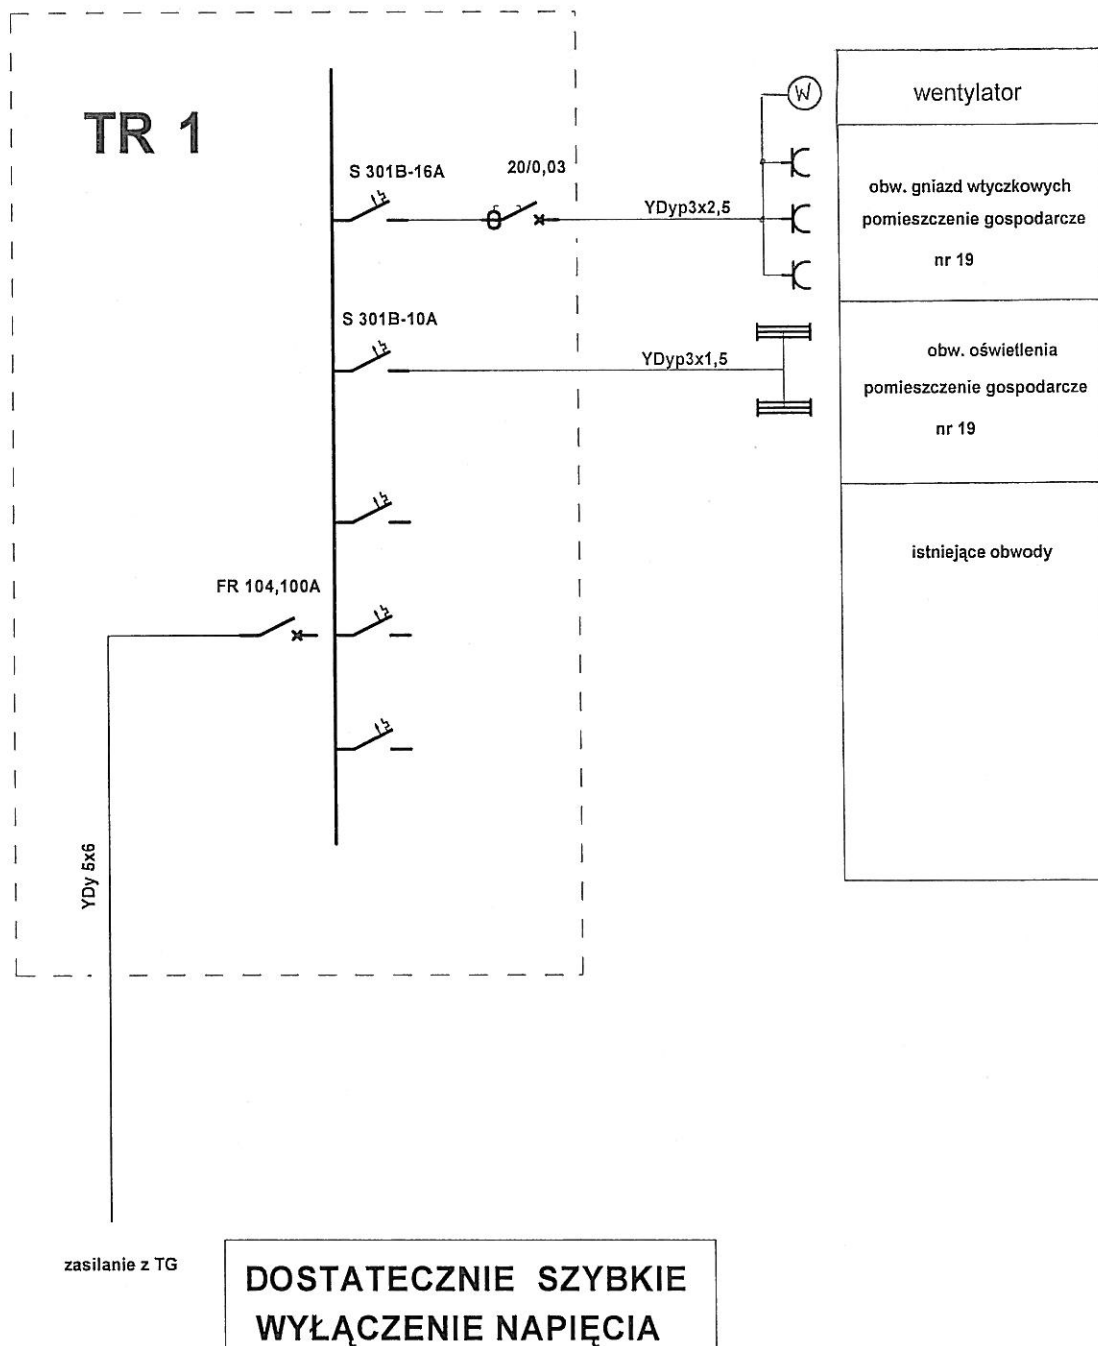 TR 1
S 301B-16A
20/0,03
YDyp3x2,5
W
wentylator
obw. gniazd wtyczkowych
pomieszczenie gospodarcze
nr 19
S 301B-10A
YDyp3x1,5
obw. oświetlenia
pomieszczenie gospodarcze
nr 19
istniejące obwody
FR 104,100A
YDy 5x6
zasilanie z TG
DOSTATECZNIE SZYBKIE
WYŁĄCZENIE NAPIĘCIA